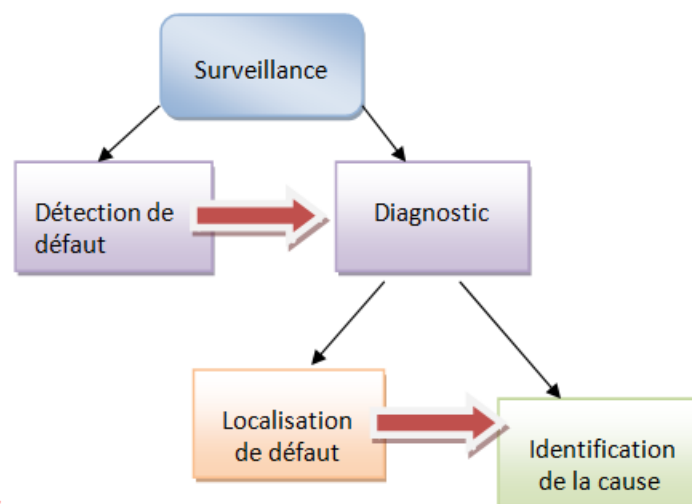 Surveillance
Détection de
défaut
Diagnostic
Localisation
de défaut
Identification
de la cause